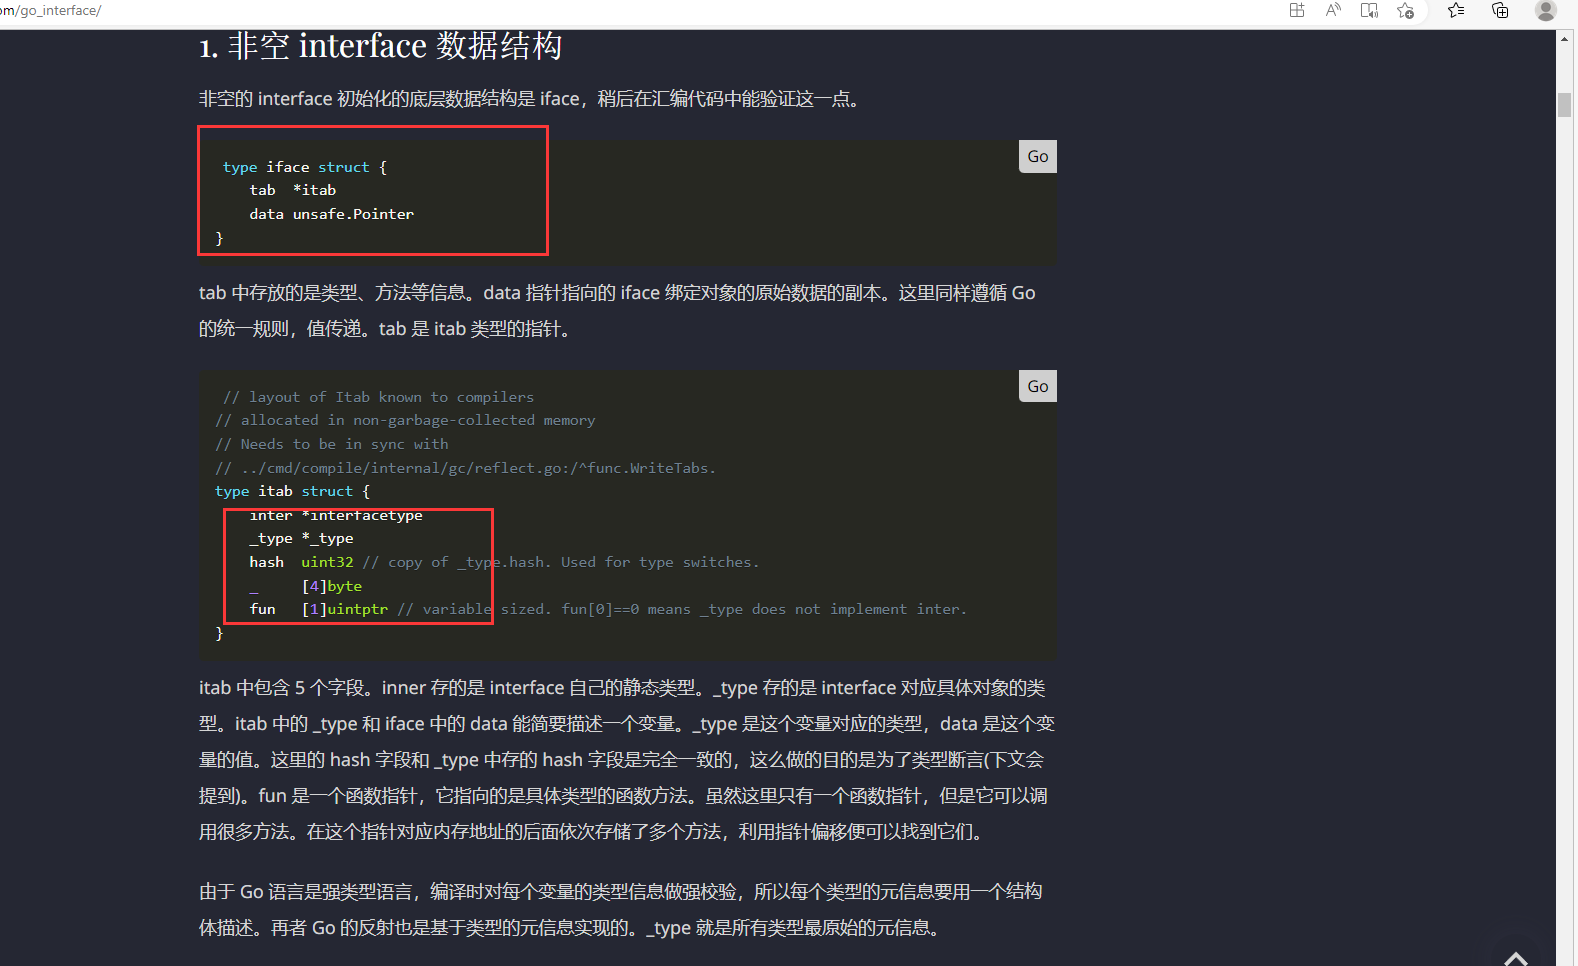 om/go_interface/
1. 非空 interface 数据结构
非空的 interface 初始化的底层数据结构是 iface，稍后在汇编代码中能验证这一点。
Go
type iface struct {
tab  *itab
data unsafe.Pointer
}
tab 中存放的是类型、方法等信息。data 指针指向的 iface 绑定对象的原始数据的副本。这里同样遵循 Go
的统一规则，值传递。tab 是 itab 类型的指针。
Go
// layout of Itab known to compilers
// allocated in non-garbage-collected memory
// Needs to be in sync with
// ../cmd/compile/internal/gc/reflect.go:/^func.WriteTabs.
type itab struct {
inter *interfacetype
_type *_type
hash  uint32 // copy of _type.hash. Used for type switches.
_     [4]byte
fun   [1]uintptr // variable sized. fun[0]==0 means _type does not implement inter.
}
itab 中包含 5 个字段。inner 存的是 interface 自己的静态类型。_type 存的是 interface 对应具体对象的类
型。itab 中的 _type 和 iface 中的 data 能简要描述一个变量。_type 是这个变量对应的类型，data 是这个变
量的值。这里的 hash 字段和 _type 中存的 hash 字段是完全一致的，这么做的目的是为了类型断言(下文会
提到)。fun 是一个函数指针，它指向的是具体类型的函数方法。虽然这里只有一个函数指针，但是它可以调
用很多方法。在这个指针对应内存地址的后面依次存储了多个方法，利用指针偏移便可以找到它们。
由于 Go 语言是强类型语言，编译时对每个变量的类型信息做强校验，所以每个类型的元信息要用一个结构
体描述。再者 Go 的反射也是基于类型的元信息实现的。_type 就是所有类型最原始的元信息。